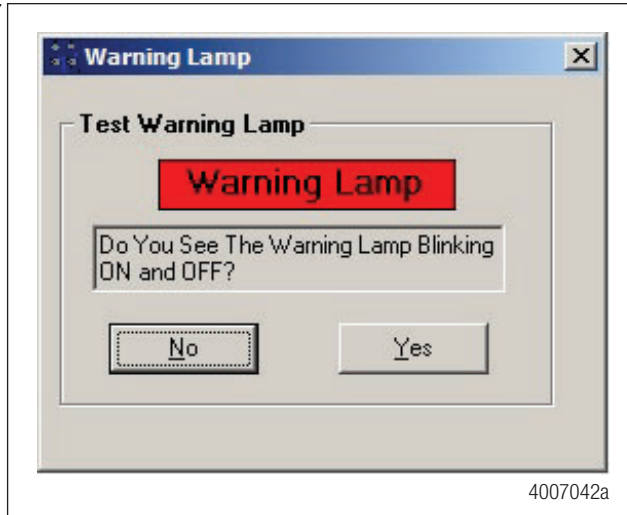 Warning Lamp
Test Warning Lamp
Warning Lamp
Do You See The Warning Lamp Blinking
ON and OFF?
No
Yes
4007042a